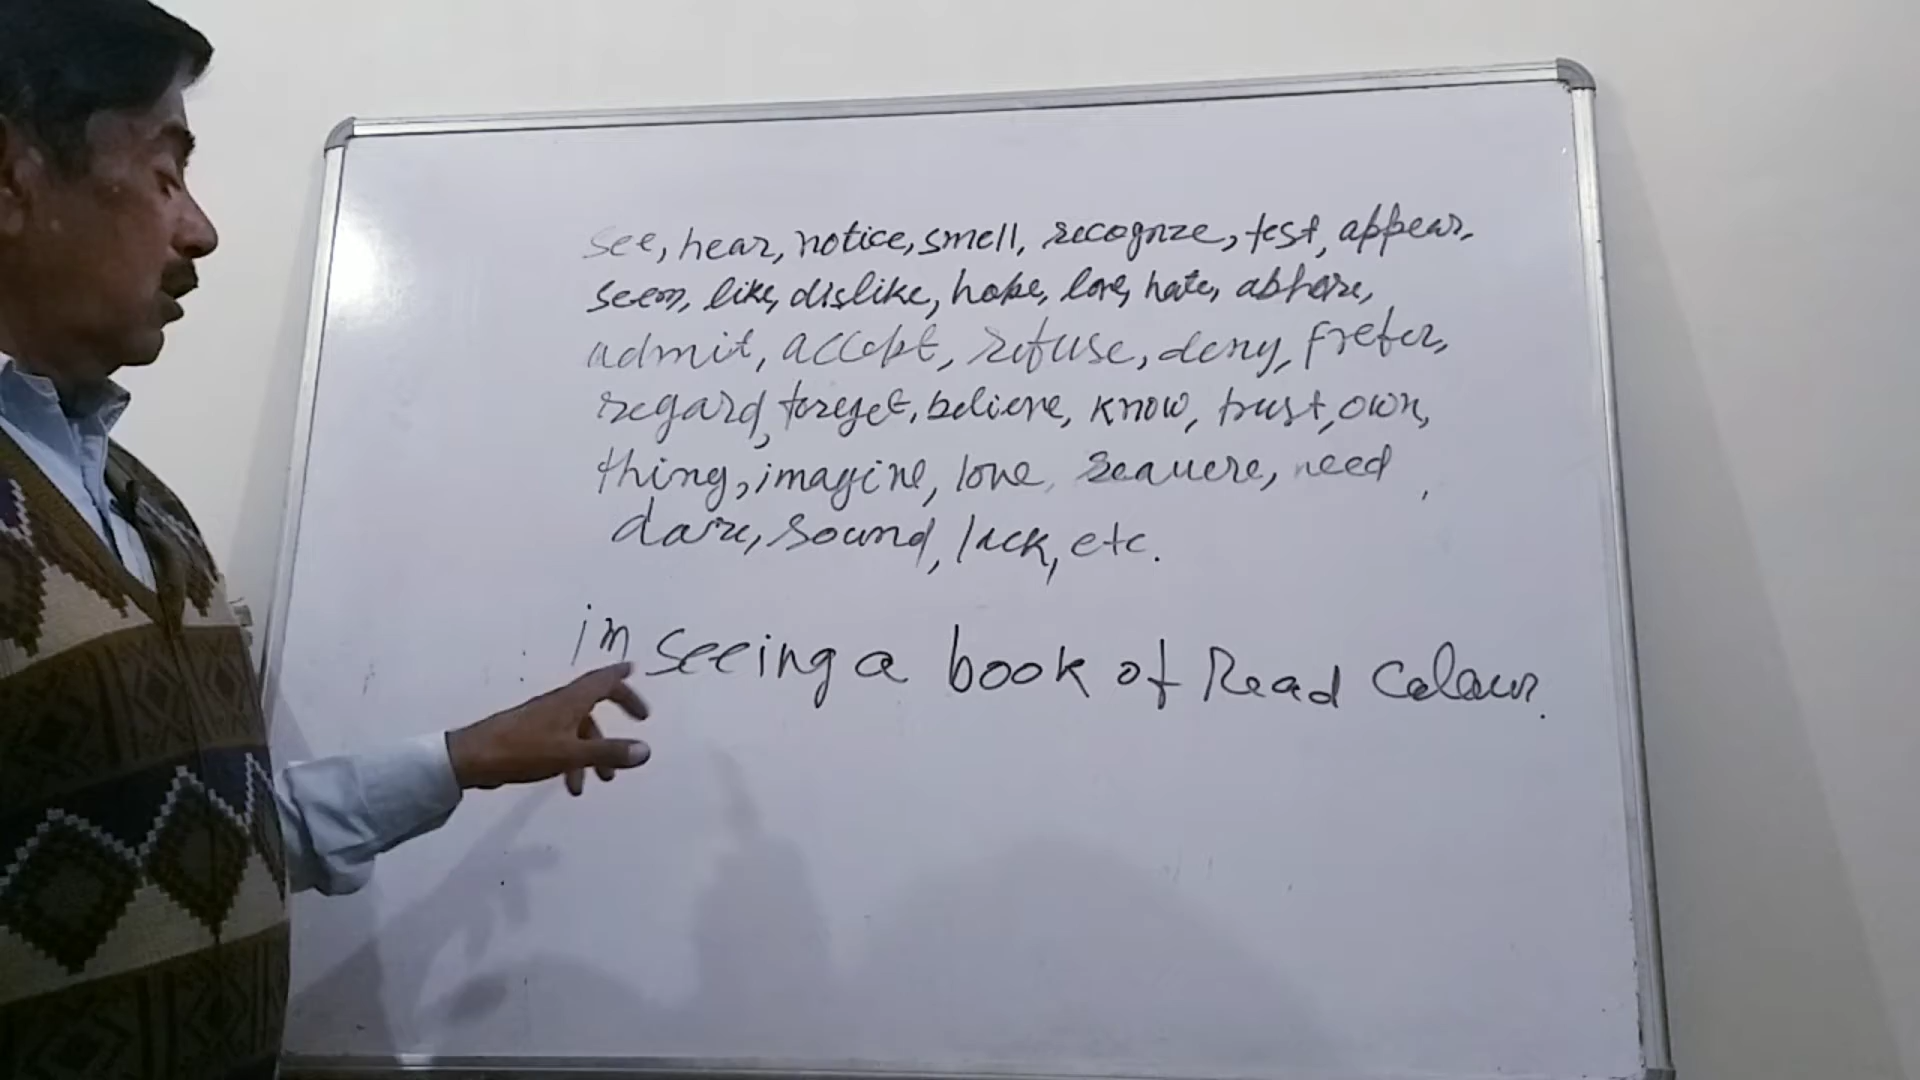 see, hear, notice, smell, recognize, test, appear,
seem, like, dislike, hope, love, hate, abhore,
admit, accept, refuse, deny, prefer,
regard, forget, believe, know, trust, own,
thing, imagine, love, need,
dare, sound, lack, etc.
im seeing a book of Read Colour.